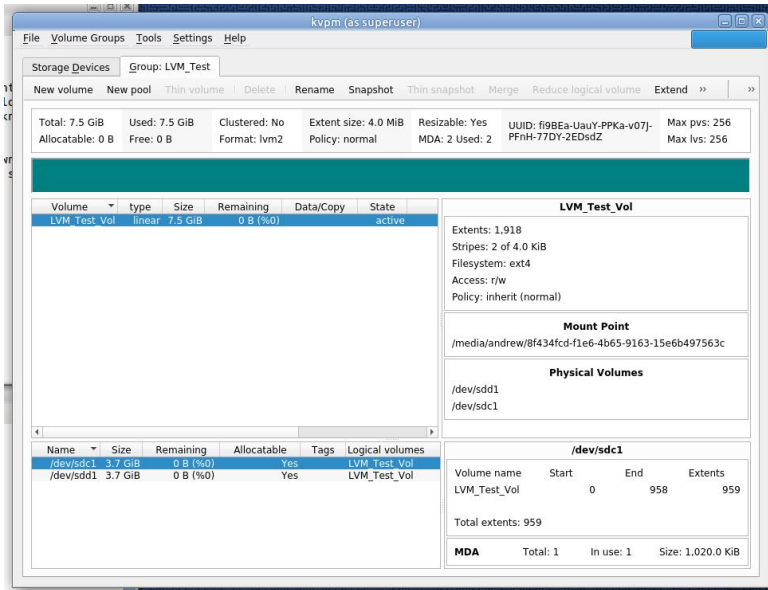 kvpm (as superuser)
File Volume Groups Tools Settings Help
Storage Devices Group: LVM_Test
New volume New pool Thin volume Delete Rename Snapshot Thin snapshot Merge Reduce logical volume Extend » »
Total: 7.5 GiB Used: 7.5 GiB Clustered: No Extent size: 4.0 MiB Resizable: Yes UUID: fi9BEa-UauY-PPKa-v07J- Max pvs: 256
Allocatable: 0 B Free: 0 B Format: lvm2 Policy: normal MDA: 2 Used: 2 PFnH-77DY-2EDsdZ Max lvs: 256
Volume type Size Remaining Data/Copy State
LVM_Test_Vol linear 7.5 GiB 0 B (%0) active
LVM_Test_Vol
Extents: 1,918
Stripes: 2 of 4.0 KiB
Filesystem: ext4
Access: r/w
Policy: inherit (normal)
Mount Point
/media/andrew/8f434fcd-f1e6-4b65-9163-15e6b497563c
Physical Volumes
/dev/sdd1
/dev/sdc1
Name Size Remaining Allocatable Tags Logical volumes
/dev/sdc1 3.7 GiB 0 B (%0) Yes LVM_Test_Vol
/dev/sdd1 3.7 GiB 0 B (%0) Yes LVM_Test_Vol
/dev/sdc1
Volume name Start End Extents
LVM_Test_Vol 0 958 959
Total extents: 959
MDA Total: 1 In use: 1 Size: 1,020.0 KiB